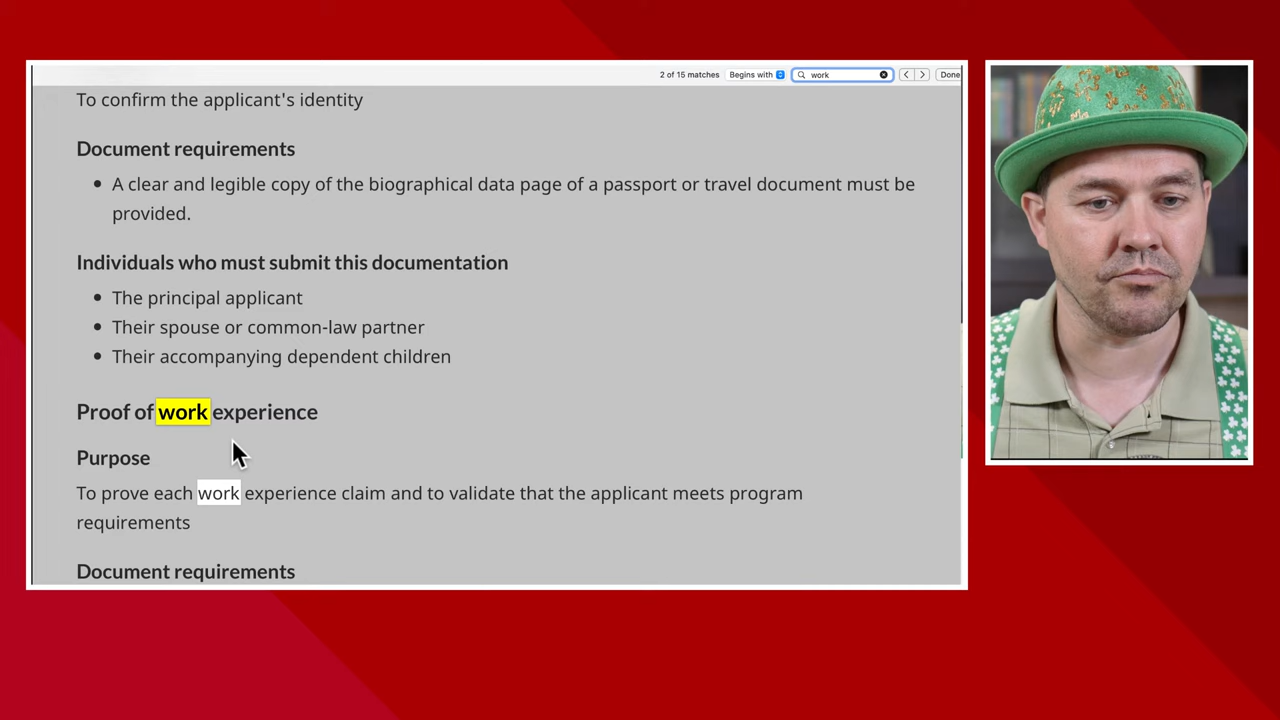 2 of 15 matches Begins with work Done
To confirm the applicant's identity
Document requirements
• A clear and legible copy of the biographical data page of a passport or travel document must be
provided.
Individuals who must submit this documentation
• The principal applicant
• Their spouse or common-law partner
• Their accompanying dependent children
Proof of work experience
Purpose
To prove each work experience claim and to validate that the applicant meets program
requirements
Document requirements